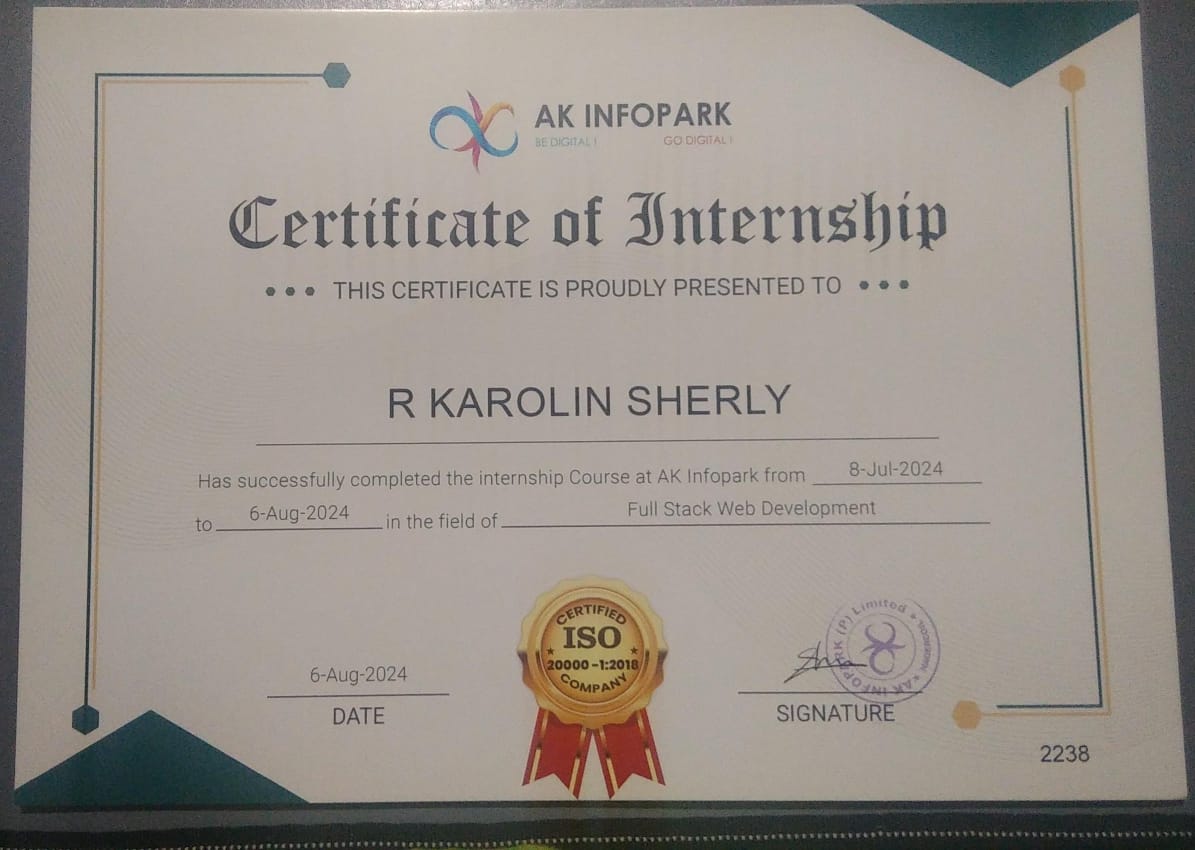 AK INFOPARK
BE DIGITAL ! GO DIGITAL !
Certificate of Internship
THIS CERTIFICATE IS PROUDLY PRESENTED TO
R KAROLIN SHERLY
Has successfully completed the internship Course at AK Infopark from 8-Jul-2024
to 6-Aug-2024 in the field of Full Stack Web Development
CERTIFIED
ISO
20000 -1:2018
COMPANY
6-Aug-2024
DATE
AK INFOPARK (P) Limited
SIGNATURE
2238